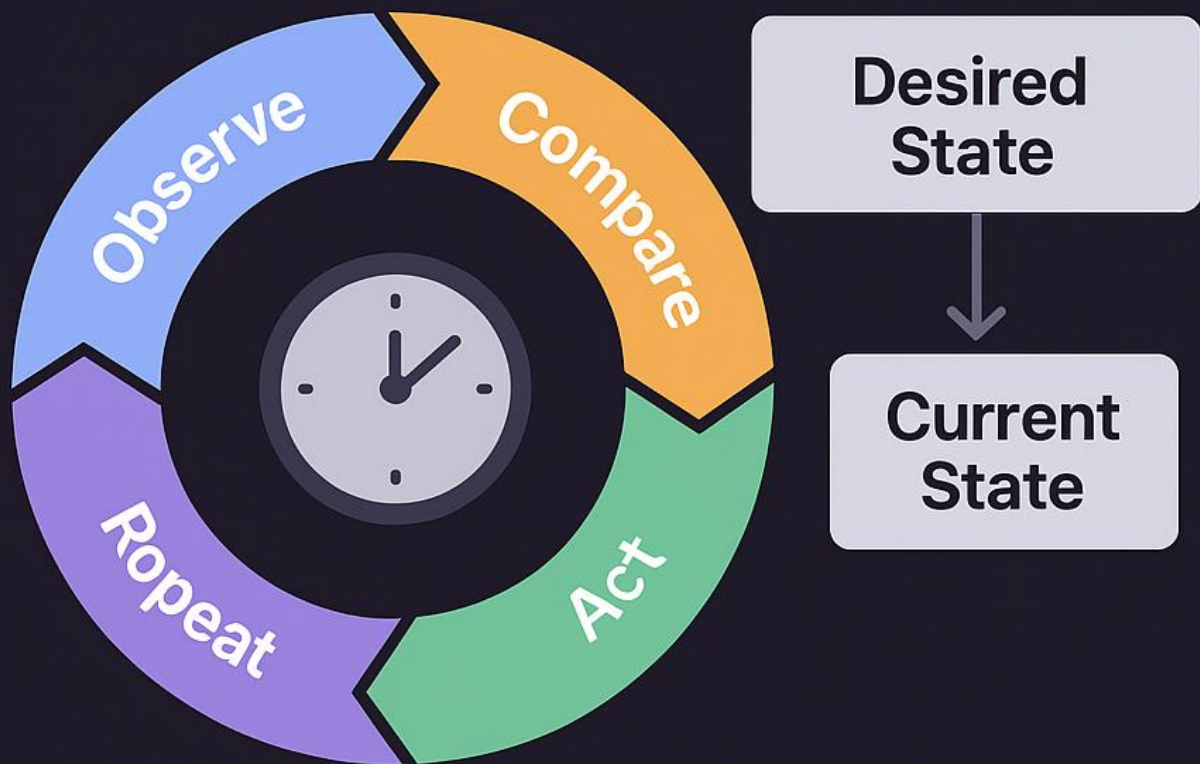 Observe
Compare
Act
Ropeat
Desired
State
Current
State